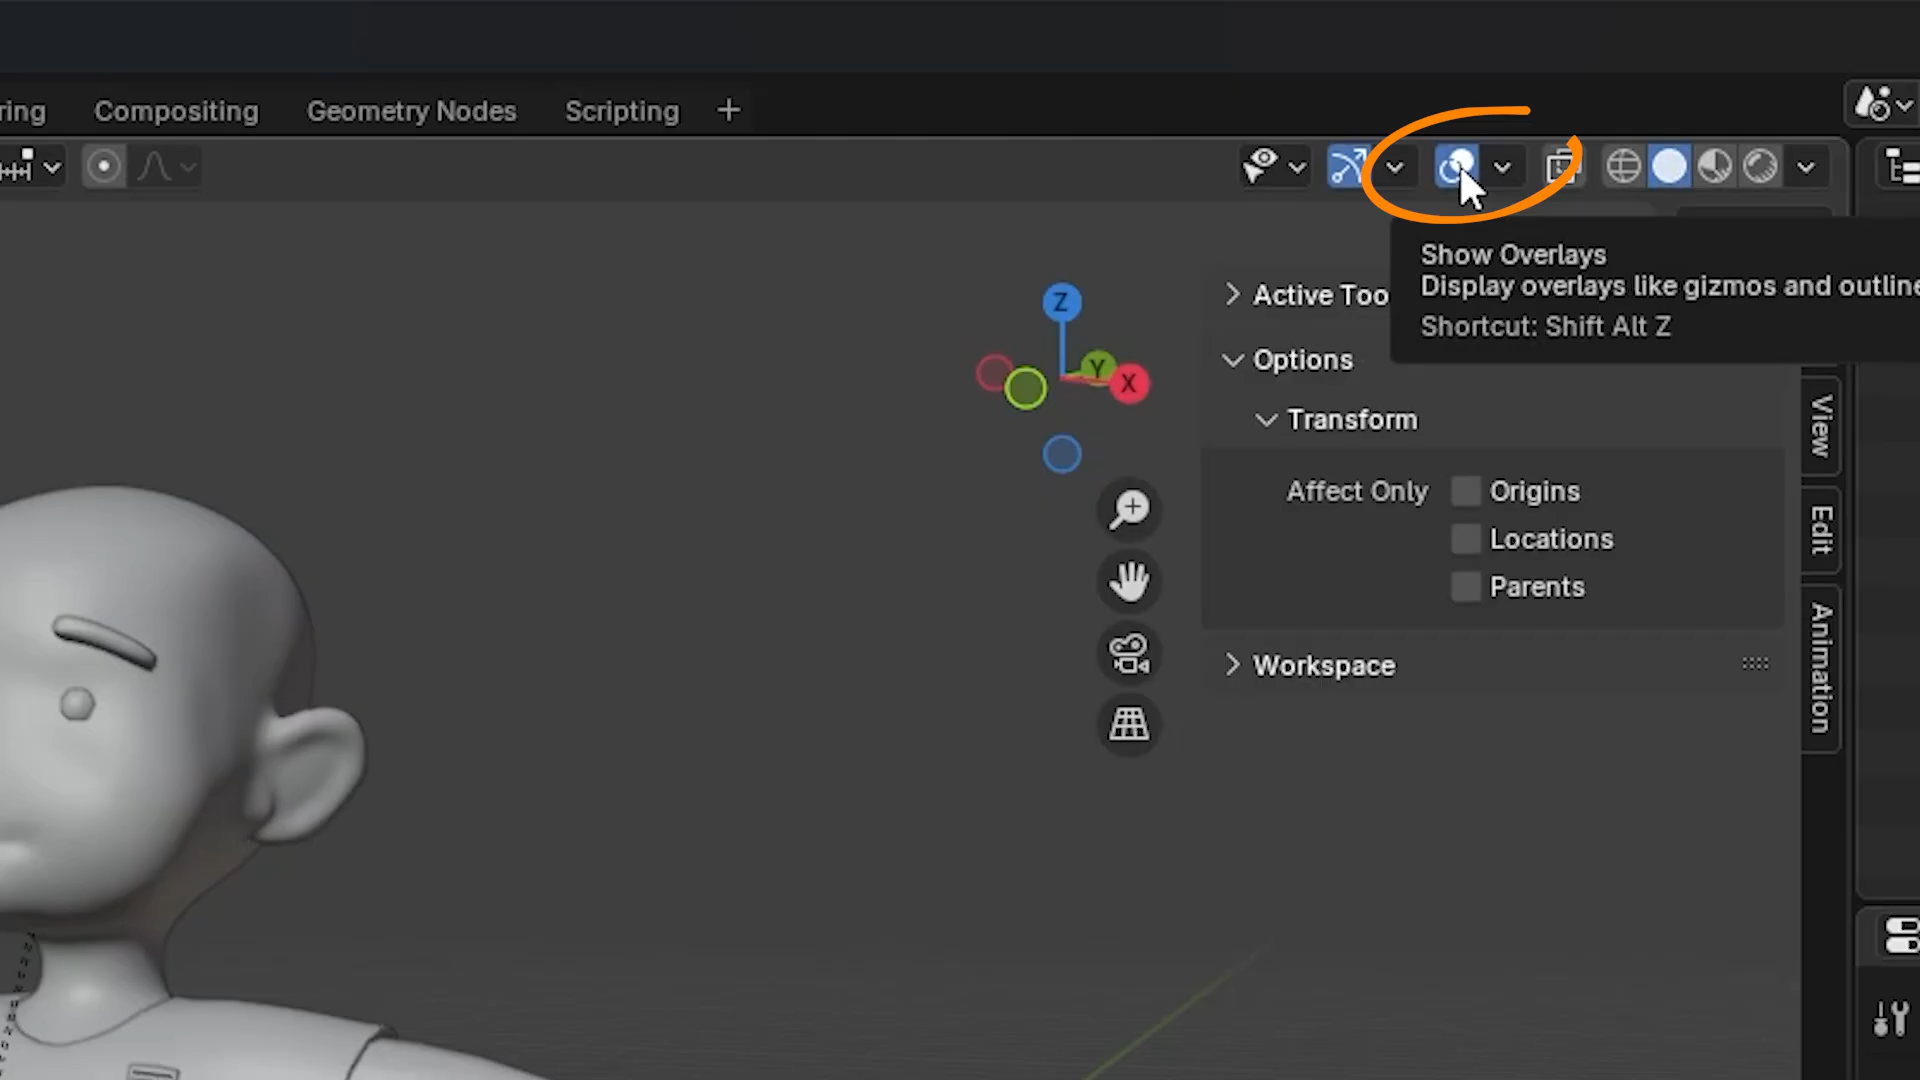 ring Compositing Geometry Nodes Scripting +
Show Overlays
Display overlays like gizmos and outline
Shortcut: Shift Alt Z
Active Too
Options
Transform
Affect Only Origins
Locations
Parents
Workspace
Z
Y
X
View
Edit
Animation